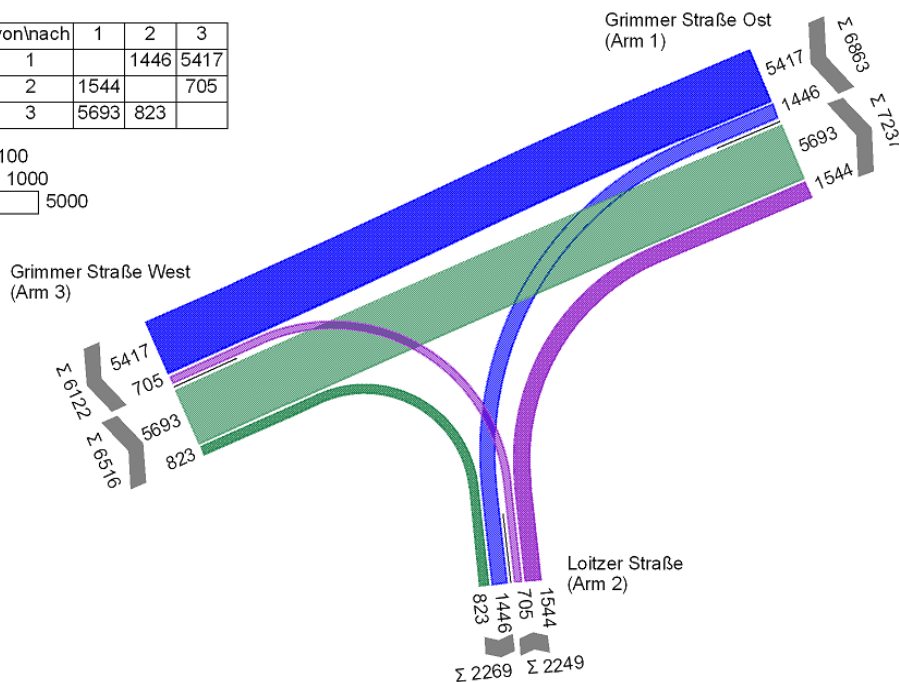 von\nach 1 2 3
1 1446 5417
2 1544 705
3 5693 823
100
1000
5000
Grimmer Straße Ost
(Arm 1)
5417
1446
5693
1544
Σ 6863
Σ 7237
Grimmer Straße West
(Arm 3)
5417
705
5693
823
Σ 6122
Σ 6516
Loitzer Straße
(Arm 2)
823
1446
705
1544
Σ 2269
Σ 2249